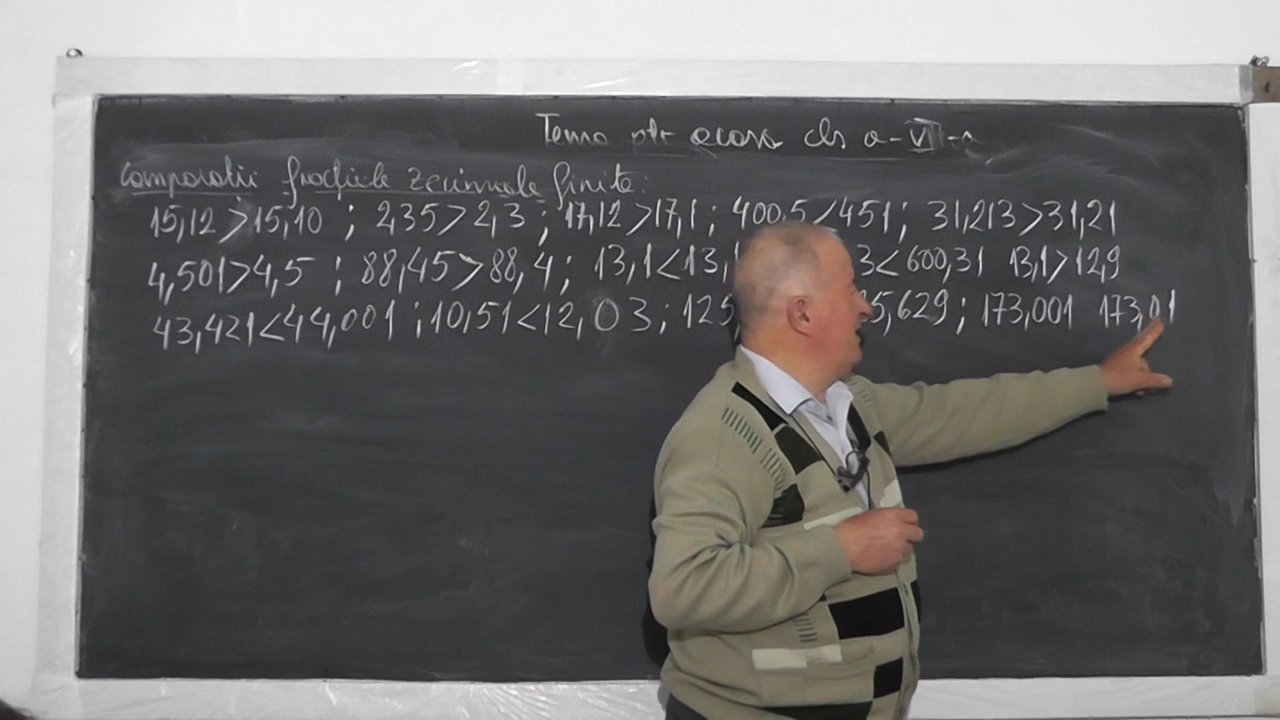 Tema ptr acasă cls a-VI-a
Comparați fracțiile zecimale finite:
15,12>15,10 ; 2,35>2,3 ; 17,12>17,1 ; 400,5<451 ; 31,213>31,21
4,501>4,5 ; 88,45>88,4 ; 13,1<13,1 3<600,31 13,1>12,9
43,421<44,001 ; 10,51<12,03 ; 125 5,629 ; 173,001 173,01